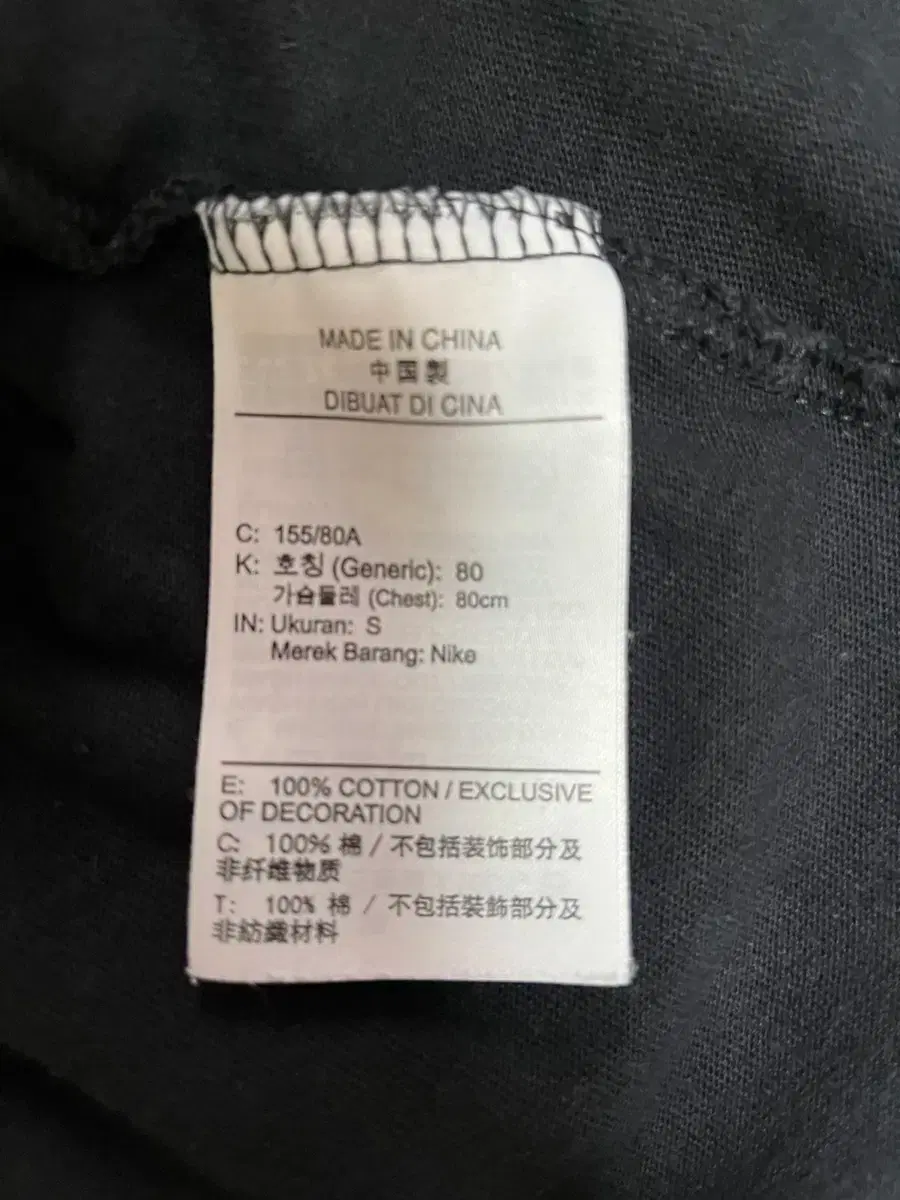 MADE IN CHINA
中国製
DIBUAT DI CINA
C: 155/80A
K: 호칭 (Generic): 80
가슴둘레 (Chest): 80cm
IN: Ukuran: S
Merek Barang: Nike
E: 100% COTTON / EXCLUSIVE
OF DECORATION
C: 100% 棉 / 不包括装饰部分及
非纤维物质
T: 100% 棉 / 不包括裝飾部分及
非紡織材料